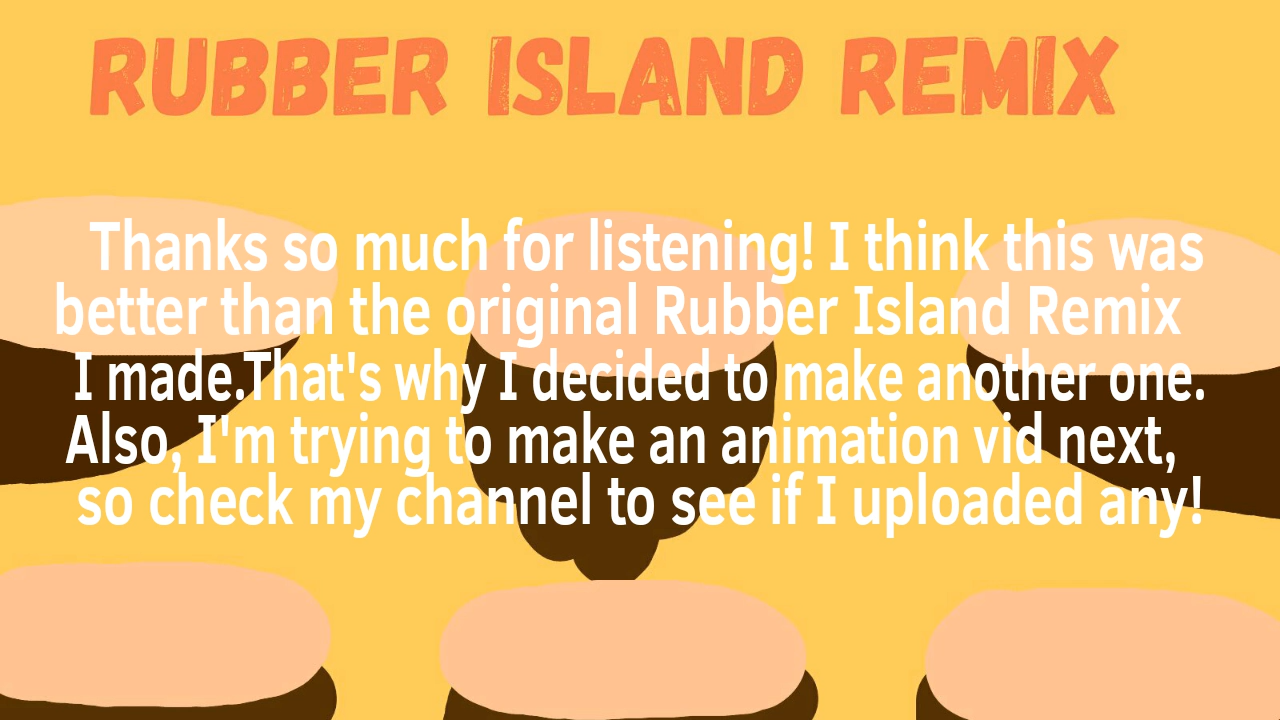 RUBBER ISLAND REMIX
Thanks so much for listening! I think this was
better than the original Rubber Island Remix
I made.That's why I decided to make another one.
Also, I'm trying to make an animation vid next,
so check my channel to see if I uploaded any!